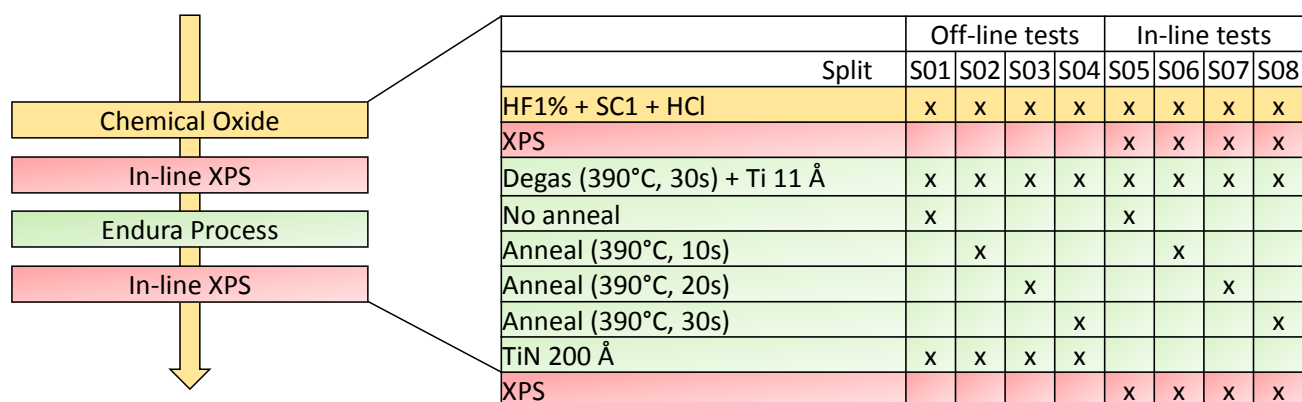 Chemical Oxide
In-line XPS
Endura Process
In-line XPS
Off-line tests In-line tests
Split S01 S02 S03 S04 S05 S06 S07 S08
HF1% + SC1 + HCl x x x x x x x x
XPS x x x x
Degas (390°C, 30s) + Ti 11 Å x x x x x x x x
No anneal x x
Anneal (390°C, 10s) x x
Anneal (390°C, 20s) x x
Anneal (390°C, 30s) x x
TiN 200 Å x x x x
XPS x x x x